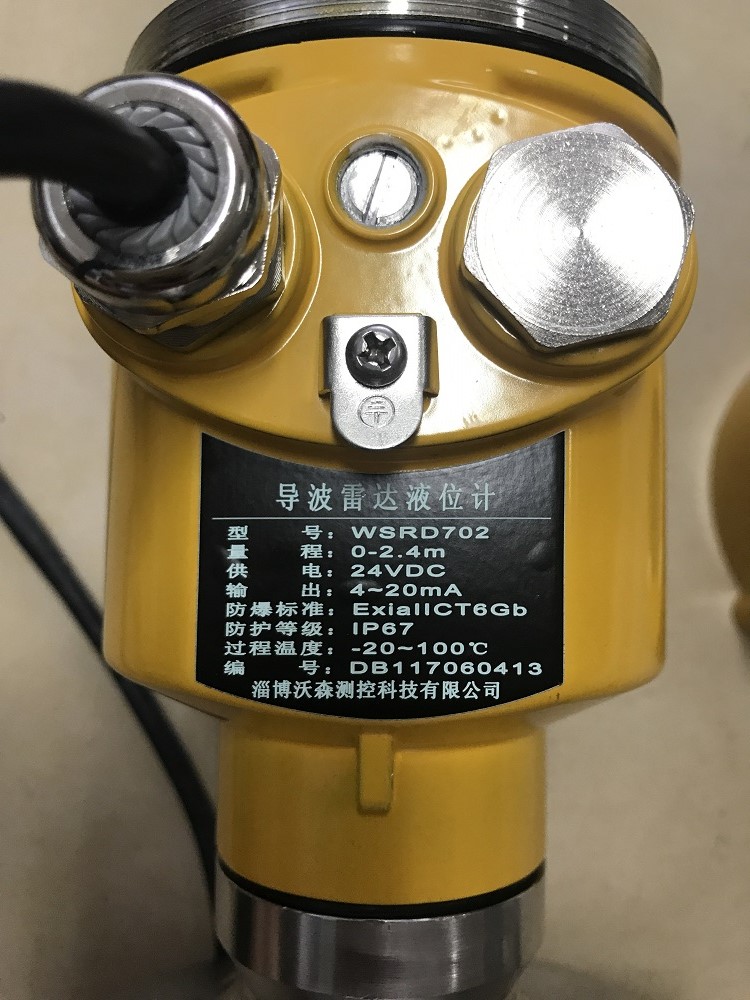 导波雷达液位计
型 号：WSRD702
量 程：0-2.4m
供 电：24VDC
输 出：4~20mA
防爆标准：ExiaIICT6Gb
防护等级：IP67
过程温度：-20~100℃
编 号：DB117060413
淄博沃森测控科技有限公司